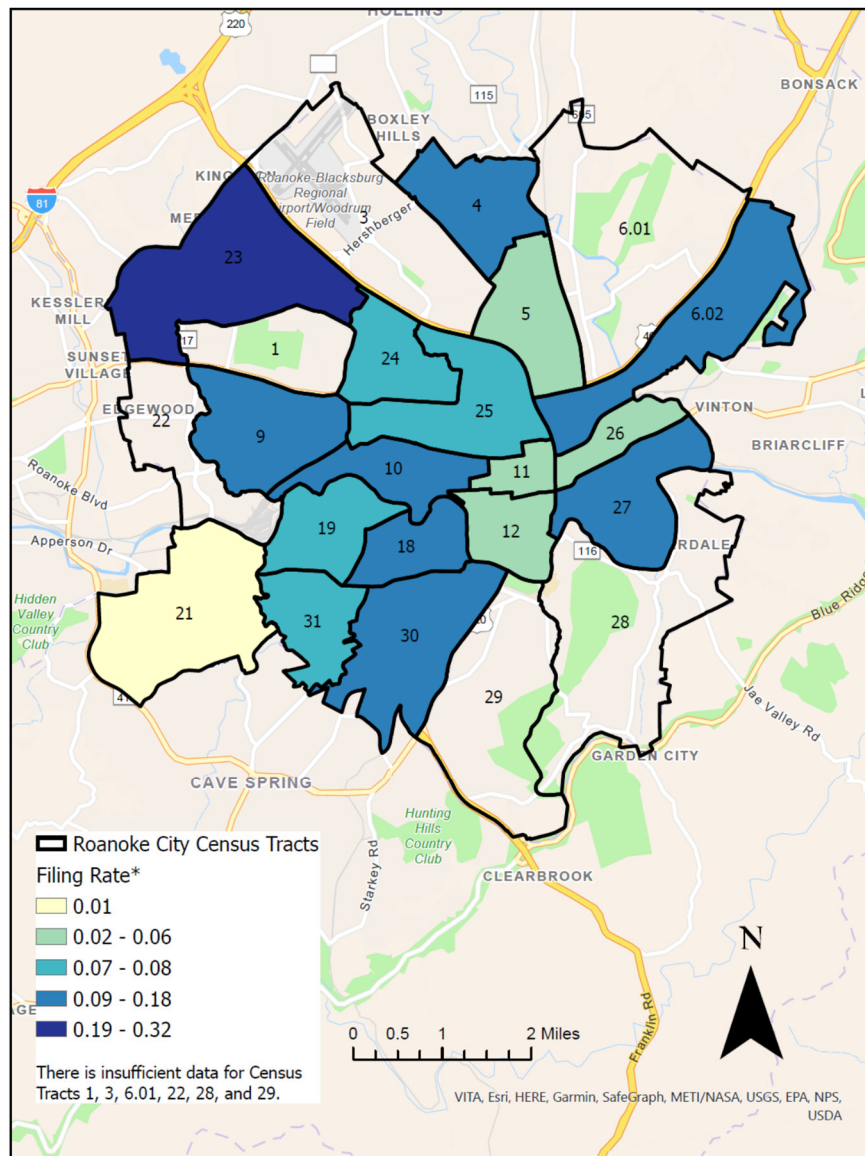 HOLLINS
220
BONSACK
115
605
BOXLEY
HILLS
Roanoke-Blacksburg
Regional
Airport/Woodrum
Field
81
3
Hershberger
4
6.01
23
KESSLER
MILL
5
6.02
1
24
SUNSET
VILLAGE
EDGEWOOD
22
9
25
VINTON
26
BRIARCLIFF
Roanoke Blvd
10
11
27
Apperson Dr
19
18
12
116
Hidden
Valley
Country
Club
21
31
30
28
Blue Ridge
29
Jae Valley Rd
GARDEN CITY
CAVE SPRING
Hunting
Hills
Country
Club
Starkey Rd
CLEARBROOK
Franklin Rd
Roanoke City Census Tracts
Filing Rate*
0.01
0.02 - 0.06
0.07 - 0.08
0.09 - 0.18
0.19 - 0.32
There is insufficient data for Census
Tracts 1, 3, 6.01, 22, 28, and 29.
N
0 0.5 1 2 Miles
VITA, Esri, HERE, Garmin, SafeGraph, METI/NASA, USGS, EPA, NPS,
USDA